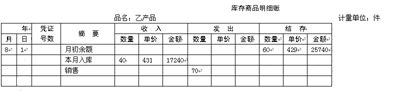 库存商品明细账
品名：乙产品 计量单位：件
年 凭证号数 摘 要 收 入 发 出 结 存
月 日 数量 单价 金额 数量 单价 金额 数量 单价 金额
8 1 月初余额 60 429 25740
本月入库 40 431 17240
销售 70